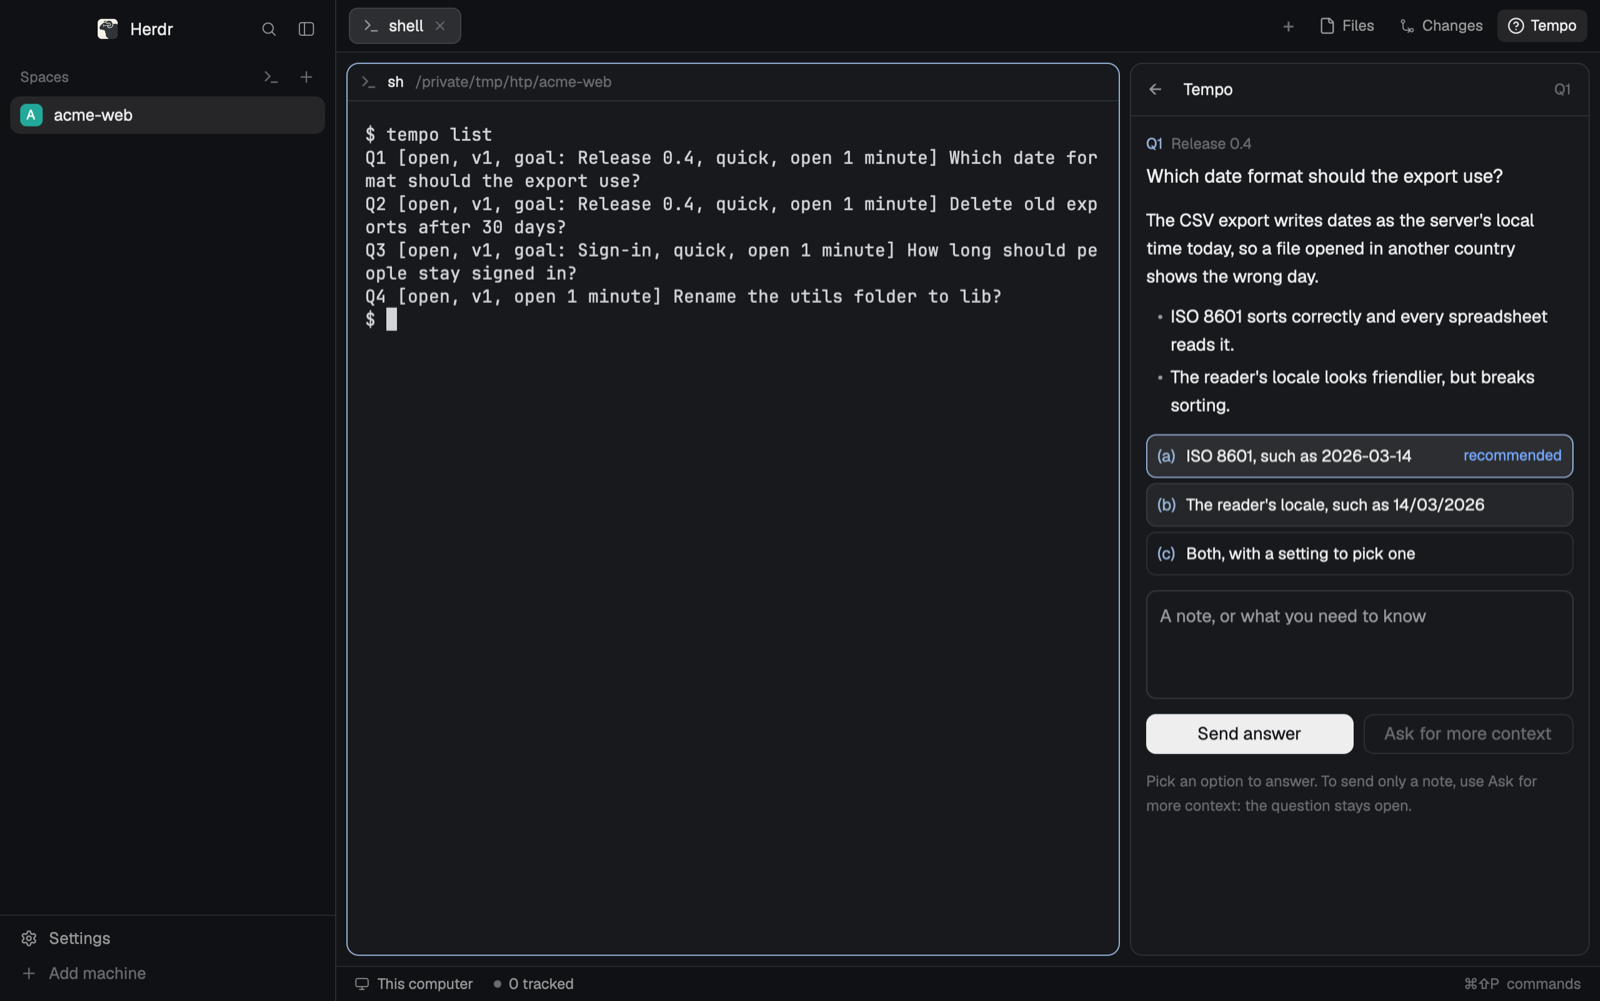 Herdr
Spaces
A acme-web
Settings
Add machine
shell
Files
Changes
Tempo
sh /private/tmp/htp/acme-web
$ tempo list
Q1 [open, v1, goal: Release 0.4, quick, open 1 minute] Which date for
mat should the export use?
Q2 [open, v1, goal: Release 0.4, quick, open 1 minute] Delete old exp
orts after 30 days?
Q3 [open, v1, goal: Sign-in, quick, open 1 minute] How long should pe
ople stay signed in?
Q4 [open, v1, open 1 minute] Rename the utils folder to lib?
$
Tempo Q1
Q1 Release 0.4
Which date format should the export use?
The CSV export writes dates as the server's local
time today, so a file opened in another country
shows the wrong day.
• ISO 8601 sorts correctly and every spreadsheet
reads it.
• The reader's locale looks friendlier, but breaks
sorting.
(a) ISO 8601, such as 2026-03-14 recommended
(b) The reader's locale, such as 14/03/2026
(c) Both, with a setting to pick one
A note, or what you need to know
Send answer
Ask for more context
Pick an option to answer. To send only a note, use Ask for
more context: the question stays open.
This computer
0 tracked
⌘⇧P commands